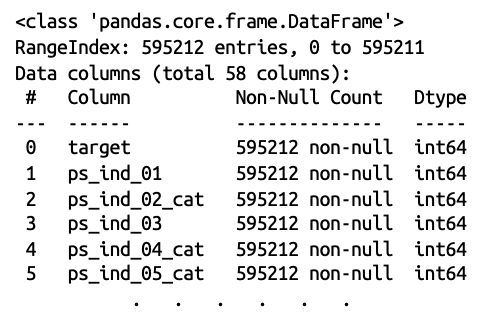 <class 'pandas.core.frame.DataFrame'>
RangeIndex: 595212 entries, 0 to 595211
Data columns (total 58 columns):
 #   Column          Non-Null Count   Dtype
---  ------          --------------   -----
 0   target          595212 non-null  int64
 1   ps_ind_01       595212 non-null  int64
 2   ps_ind_02_cat   595212 non-null  int64
 3   ps_ind_03       595212 non-null  int64
 4   ps_ind_04_cat   595212 non-null  int64
 5   ps_ind_05_cat   595212 non-null  int64
. . . . . .